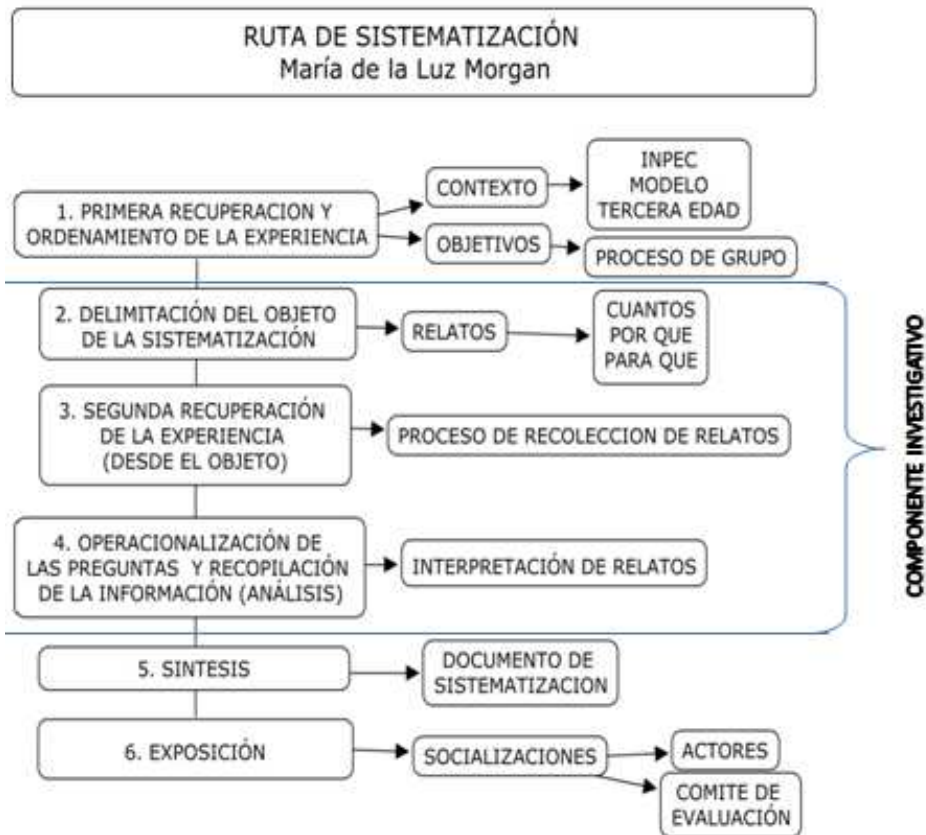 RUTA DE SISTEMATIZACIÓN
María de la Luz Morgan
1. PRIMERA RECUPERACION Y
ORDENAMIENTO DE LA EXPERIENCIA
CONTEXTO
INPEC
MODELO
TERCERA EDAD
OBJETIVOS
PROCESO DE GRUPO
2. DELIMITACIÓN DEL OBJETO
DE LA SISTEMATIZACIÓN
RELATOS
CUANTOS
POR QUE
PARA QUE
3. SEGUNDA RECUPERACIÓN
DE LA EXPERIENCIA
(DESDE EL OBJETO)
PROCESO DE RECOLECCION DE RELATOS
4. OPERACIONALIZACIÓN DE
LAS PREGUNTAS Y RECOPILACIÓN
DE LA INFORMACIÓN (ANÁLISIS)
INTERPRETACIÓN DE RELATOS
COMPONENTE INVESTIGATIVO
5. SINTESIS
DOCUMENTO DE
SISTEMATIZACION
6. EXPOSICIÓN
SOCIALIZACIONES
ACTORES
COMITE DE
EVALUACIÓN